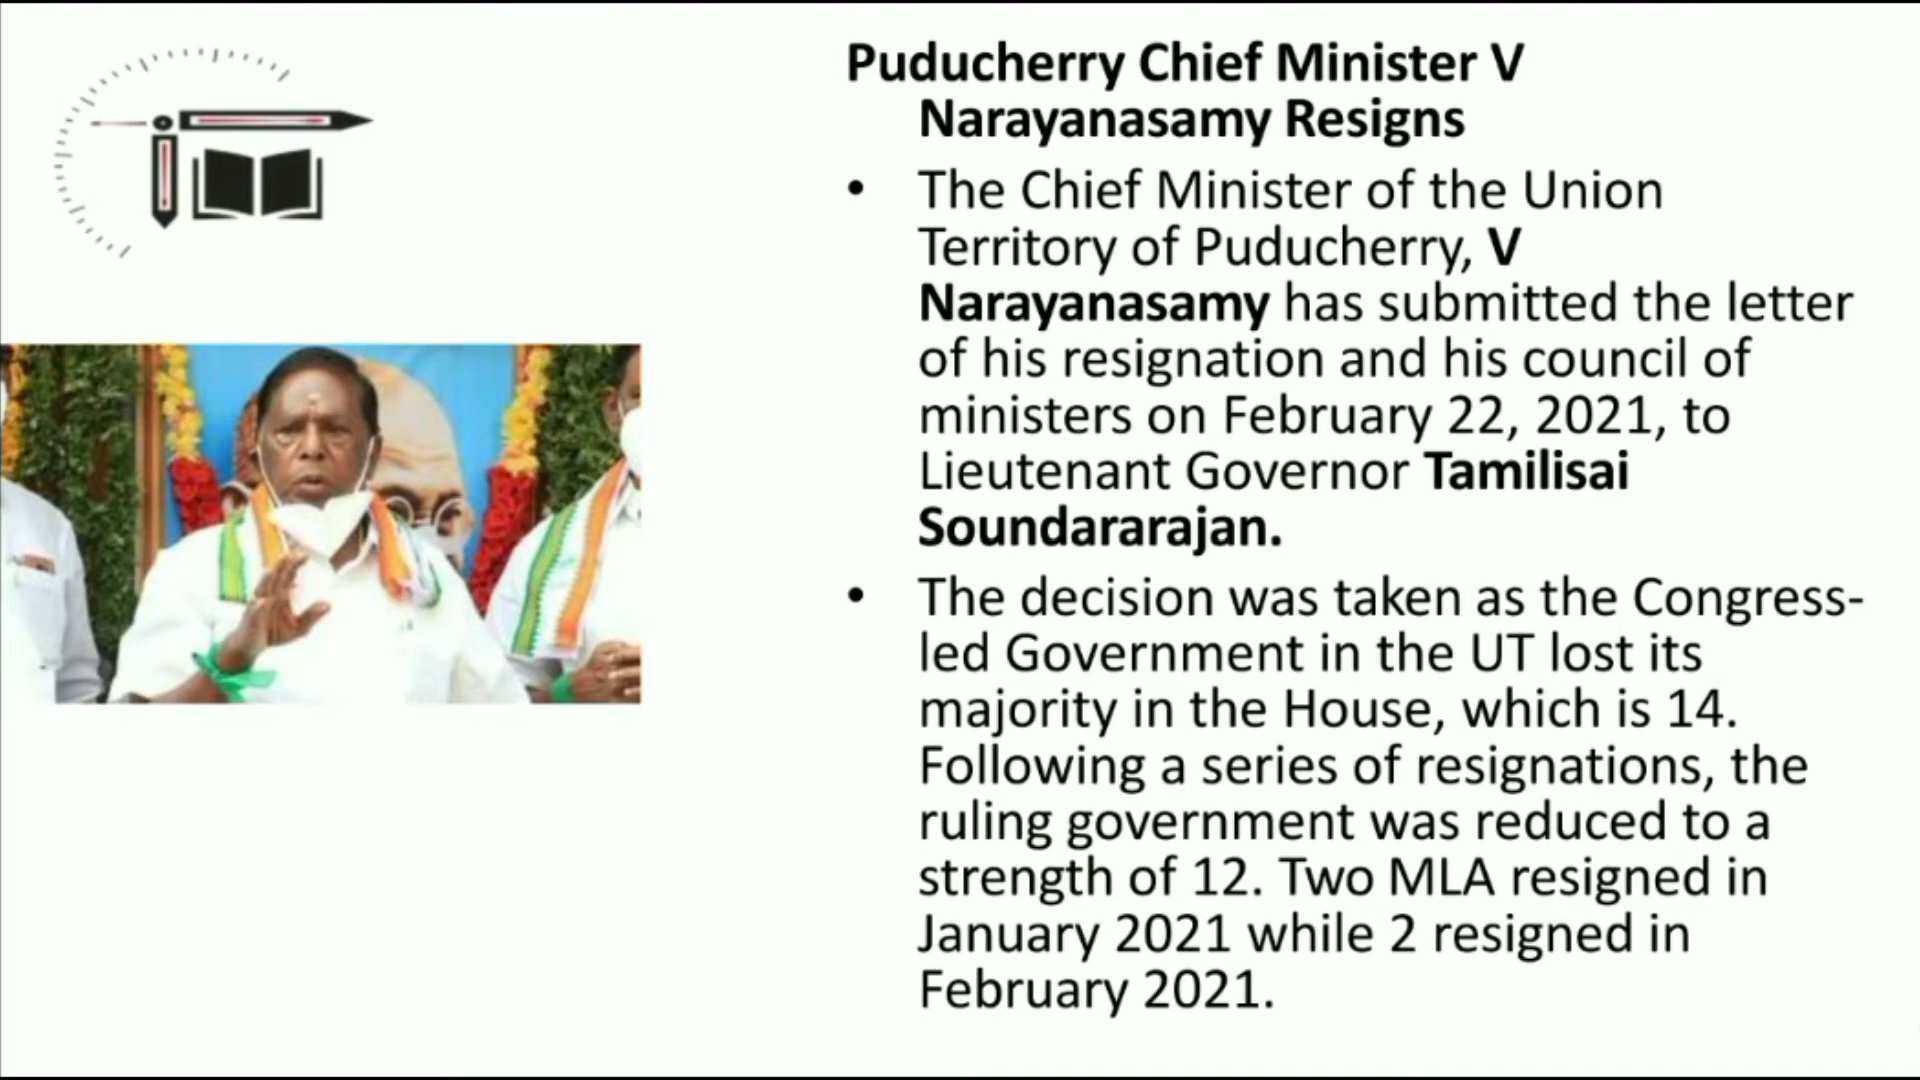 Puducherry Chief Minister V
Narayanasamy Resigns
• The Chief Minister of the Union
Territory of Puducherry, V
Narayanasamy has submitted the letter
of his resignation and his council of
ministers on February 22, 2021, to
Lieutenant Governor Tamilisai
Soundararajan.
• The decision was taken as the Congress-
led Government in the UT lost its
majority in the House, which is 14.
Following a series of resignations, the
ruling government was reduced to a
strength of 12. Two MLA resigned in
January 2021 while 2 resigned in
February 2021.